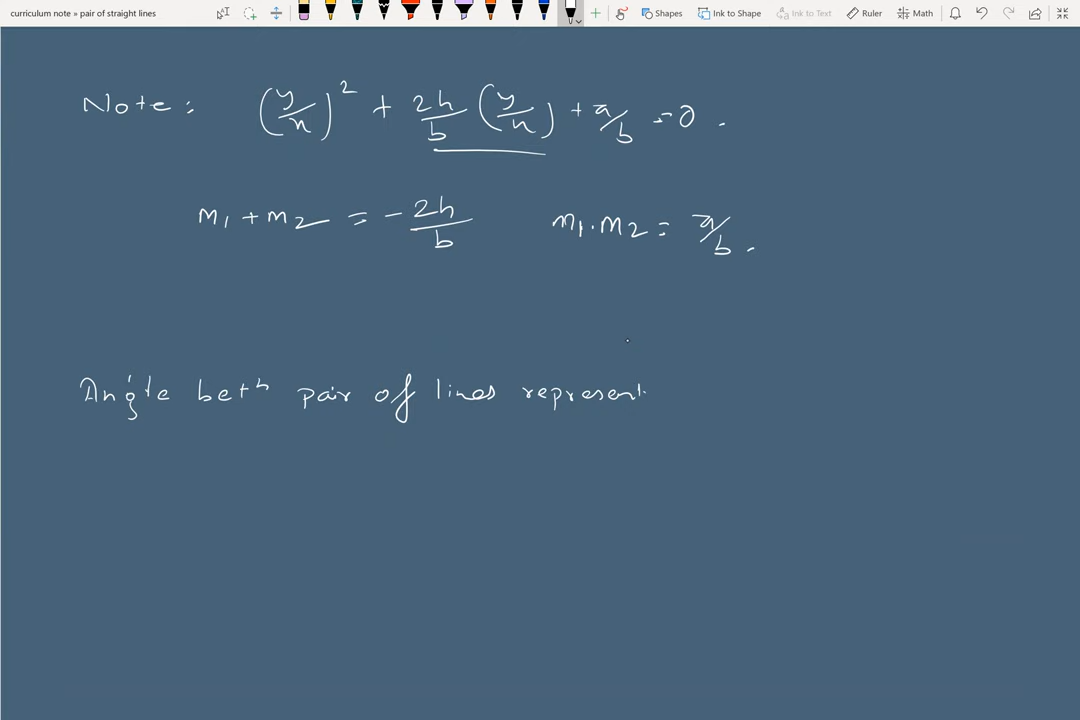 curriculum note » pair of straight lines Shapes Ink to Shape Ink to Text Ruler Math
Note: (y/x)² + 2h/b (y/x) + a/b = 0.
m₁ + m₂ = - 2h/b m₁.m₂ = a/b.
Angle betⁿ pair of lines represent